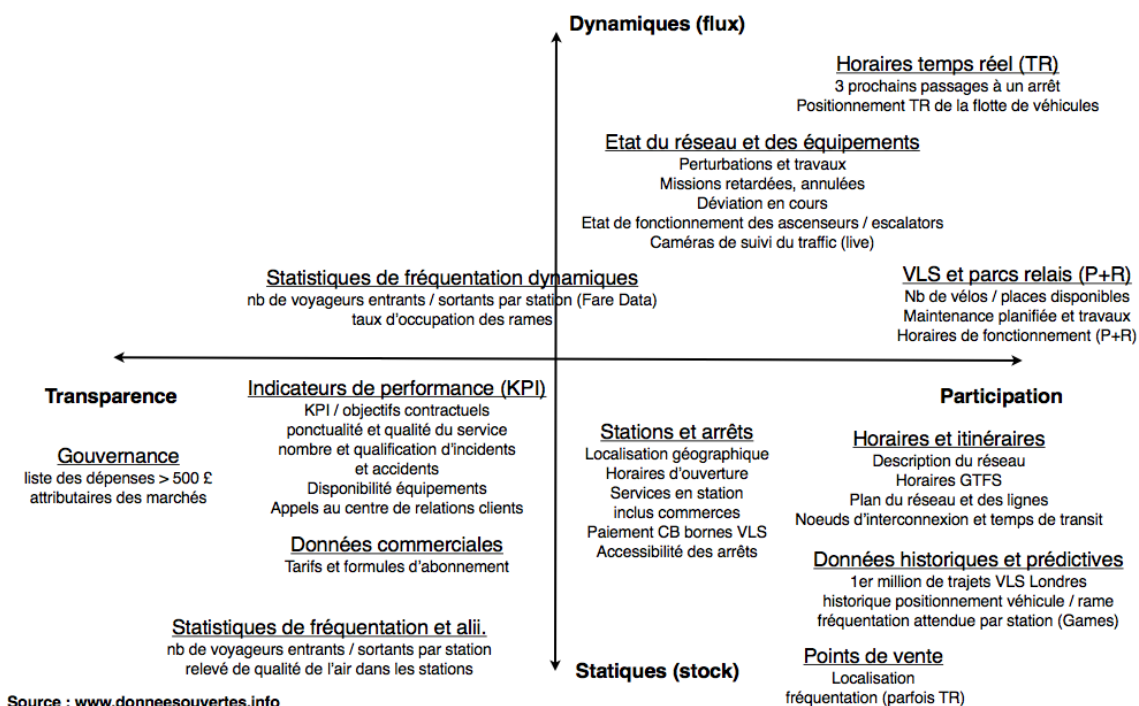 Dynamiques (flux)
Horaires temps réel (TR)
3 prochains passages à un arrêt
Positionnement TR de la flotte de véhicules
Etat du réseau et des équipements
Perturbations et travaux
Missions retardées, annulées
Déviation en cours
Etat de fonctionnement des ascenseurs / escalators
Caméras de suivi du traffic (live)
Statistiques de fréquentation dynamiques
nb de voyageurs entrants / sortants par station (Fare Data)
taux d'occupation des rames
VLS et parcs relais (P+R)
Nb de vélos / places disponibles
Maintenance planifiée et travaux
Horaires de fonctionnement (P+R)
Transparence
Participation
Gouvernance
liste des dépenses > 500 £
attributaires des marchés
Indicateurs de performance (KPI)
KPI / objectifs contractuels
ponctualité et qualité du service
nombre et qualification d'incidents
et accidents
Disponibilité équipements
Appels au centre de relations clients
Données commerciales
Tarifs et formules d'abonnement
Statistiques de fréquentation et alii.
nb de voyageurs entrants / sortants par station
relevé de qualité de l'air dans les stations
Stations et arrêts
Localisation géographique
Horaires d'ouverture
Services en station
inclus commerces
Paiement CB bornes VLS
Accessibilité des arrêts
Horaires et itinéraires
Description du réseau
Horaires GTFS
Plan du réseau et des lignes
Noeuds d'interconnexion et temps de transit
Données historiques et prédictives
1er million de trajets VLS Londres
historique positionnement véhicule / rame
fréquentation attendue par station (Games)
Points de vente
Localisation
fréquentation (parfois TR)
Statiques (stock)
Source : www.donneesouvertes.info